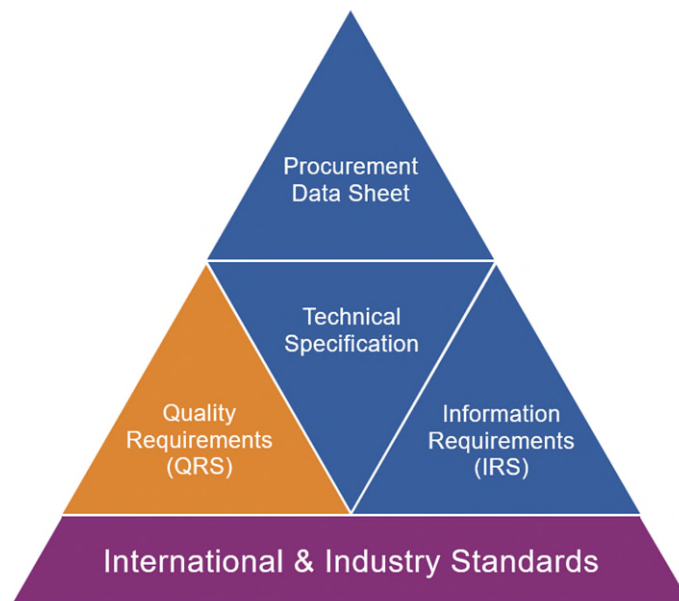 Procurement
Data Sheet
Technical
Specification
Quality
Requirements
(QRS)
Information
Requirements
(IRS)
International & Industry Standards